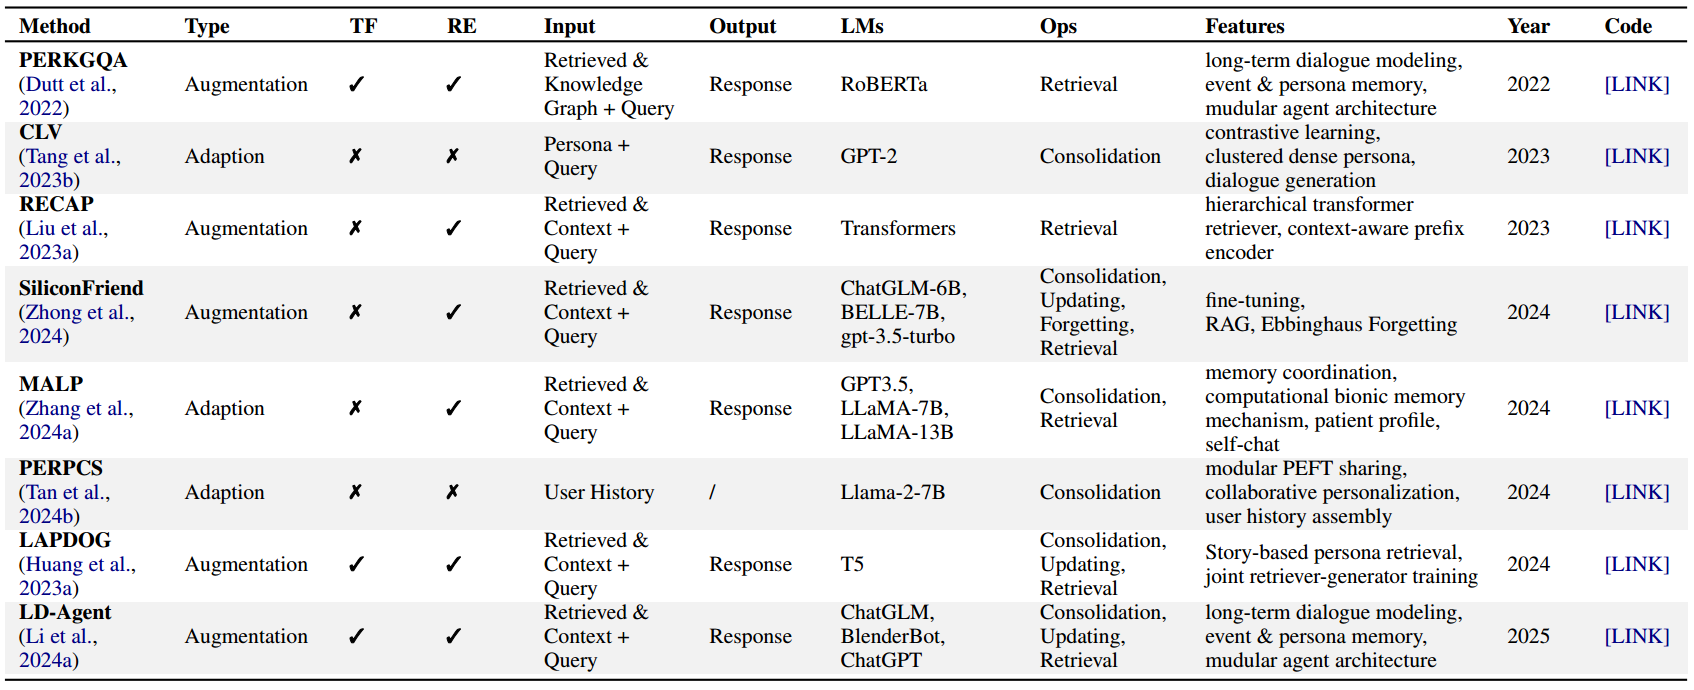 Method Type TF RE Input Output LMs Ops Features Year Code
PERKGQA
(Dutt et al.,
2022)
Augmentation ✓ ✓
Retrieved &
Knowledge
Graph + Query
Response RoBERTa Retrieval
long-term dialogue modeling,
event & persona memory,
mudular agent architecture
2022 [LINK]
CLV
(Tang et al.,
2023b)
Adaption ✗ ✗
Persona +
Query
Response GPT-2 Consolidation
contrastive learning,
clustered dense persona,
dialogue generation
2023 [LINK]
RECAP
(Liu et al.,
2023a)
Augmentation ✗ ✓
Retrieved &
Context +
Query
Response Transformers Retrieval
hierarchical transformer
retriever, context-aware prefix
encoder
2023 [LINK]
SiliconFriend
(Zhong et al.,
2024)
Augmentation ✗ ✓
Retrieved &
Context +
Query
Response
ChatGLM-6B,
BELLE-7B,
gpt-3.5-turbo
Consolidation,
Updating,
Forgetting,
Retrieval
fine-tuning,
RAG, Ebbinghaus Forgetting
2024 [LINK]
MALP
(Zhang et al.,
2024a)
Adaption ✗ ✓
Retrieved &
Context +
Query
Response
GPT3.5,
LLaMA-7B,
LLaMA-13B
Consolidation,
Retrieval
memory coordination,
computational bionic memory
mechanism, patient profile,
self-chat
2024 [LINK]
PERPCS
(Tan et al.,
2024b)
Adaption ✗ ✗ User History / Llama-2-7B Consolidation
modular PEFT sharing,
collaborative personalization,
user history assembly
2024 [LINK]
LAPDOG
(Huang et al.,
2023a)
Augmentation ✓ ✓
Retrieved &
Context +
Query
Response T5
Consolidation,
Updating,
Retrieval
Story-based persona retrieval,
joint retriever-generator training
2024 [LINK]
LD-Agent
(Li et al.,
2024a)
Augmentation ✓ ✓
Retrieved &
Context +
Query
Response
ChatGLM,
BlenderBot,
ChatGPT
Consolidation,
Updating,
Retrieval
long-term dialogue modeling,
event & persona memory,
mudular agent architecture
2025 [LINK]